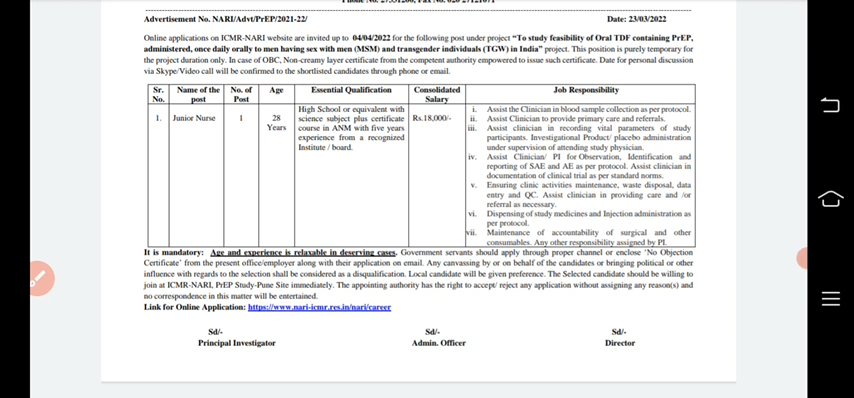 Advertisement No. NARI/Advt/PrEP/2021-22/ Date: 23/03/2022
Online applications on ICMR-NARI website are invited up to 04/04/2022 for the following post under project "To study feasibility of Oral TDF containing PrEP,
administered, once daily orally to men having sex with men (MSM) and transgender individuals (TGW) in India" project. This position is purely temporary for
the project duration only. In case of OBC, Non-creamy layer certificate from the competent authority empowered to issue such certificate. Date for personal discussion
via Skype/Video call will be confirmed to the shortlisted candidates through phone or email.
Sr. No. Name of the post No. of Post Age Essential Qualification Consolidated Salary Job Responsibility
1. Junior Nurse 1 28 Years
High School or equivalent with
science subject plus certificate
course in ANM with five years
experience from a recognized
Institute / board.
Rs.18,000/-
i. Assist the Clinician in blood sample collection as per protocol.
ii. Assist Clinician to provide primary care and referrals.
iii. Assist clinician in recording vital parameters of study
participants. Investigational Product/ placebo administration
under supervision of attending study physician.
iv. Assist Clinician/ PI for Observation, Identification and
reporting of SAE and AE as per protocol. Assist clinician in
documentation of clinical trial as per standard norms.
v. Ensuring clinic activities maintenance, waste disposal, data
entry and QC. Assist clinician in providing care and /or
referral as necessary.
vi. Dispensing of study medicines and Injection administration as
per protocol.
vii. Maintenance of accountability of surgical and other
consumables. Any other responsibility assigned by PI.
It is mandatory: Age and experience is relaxable in deserving cases. Government servants should apply through proper channel or enclose 'No Objection
Certificate' from the present office/employer along with their application on email. Any canvassing by or on behalf of the candidates or bringing political or other
influence with regards to the selection shall be considered as a disqualification. Local candidate will be given preference. The Selected candidate should be willing to
join at ICMR-NARI, PrEP Study-Pune Site immediately. The appointing authority has the right to accept/ reject any application without assigning any reason(s) and
no correspondence in this matter will be entertained.
Link for Online Application: https://www.nari-icmr.res.in/nari/career
Sd/- Sd/- Sd/-
Principal Investigator Admin. Officer Director